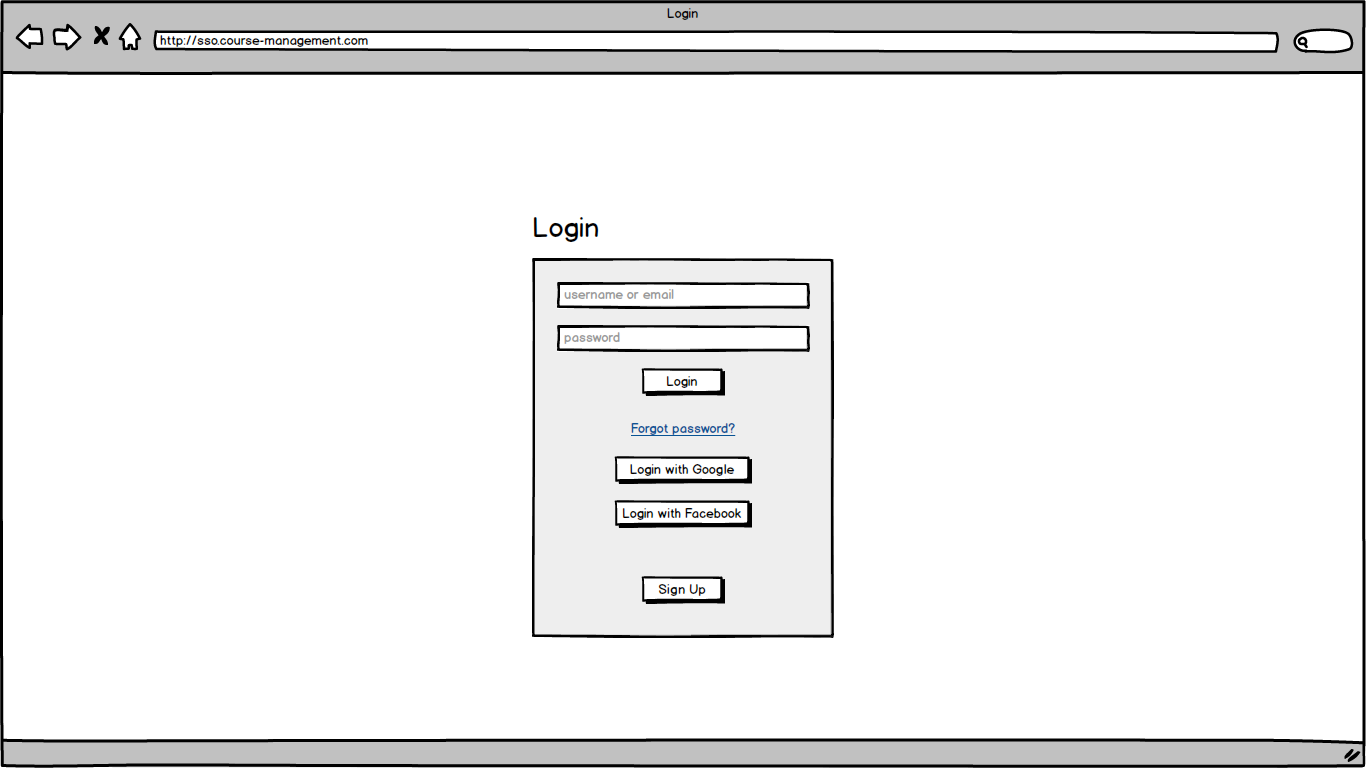 Login
http://sso.course-management.com
Login
username or email
password
Login
Forgot password?
Login with Google
Login with Facebook
Sign Up